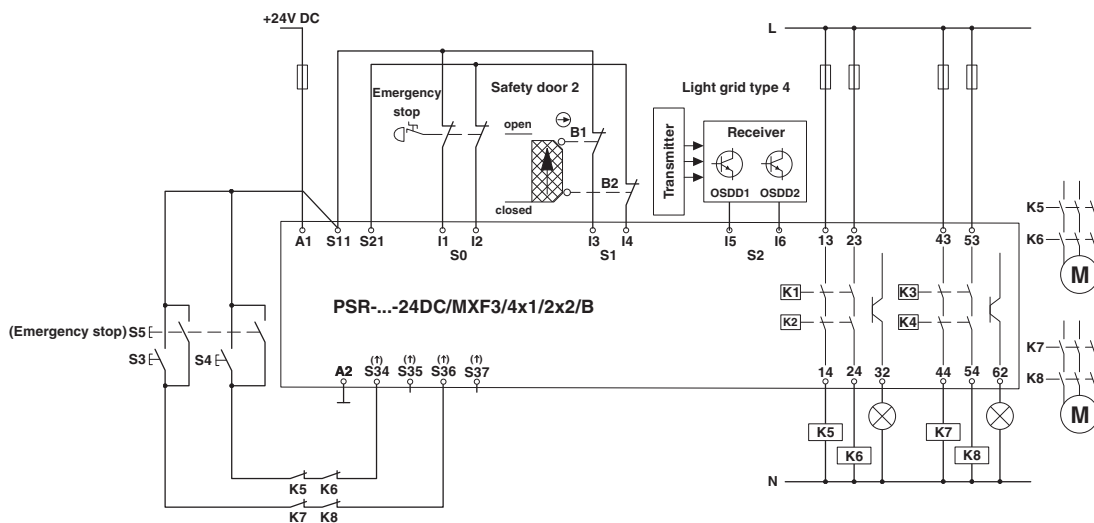 +24V DC
L
Emergency
stop
Safety door 2
open
B1
B2
closed
Light grid type 4
Transmitter
Receiver
OSDD1 OSDD2
K5
K6
M
A1 S11 S21 I1 I2 I3 I4 I5 I6 13 23 43 53
S0 S1 S2
PSR-...-24DC/MXF3/4x1/2x2/B
K1 K3
K2 K4
(Emergency stop) S5
S3 S4
K7
K8
M
(↑) (↑) (↑) (↑)
A2 S34 S35 S36 S37 14 24 32 44 54 62
K5 K7
K6 K8
K5 K6
K7 K8
N